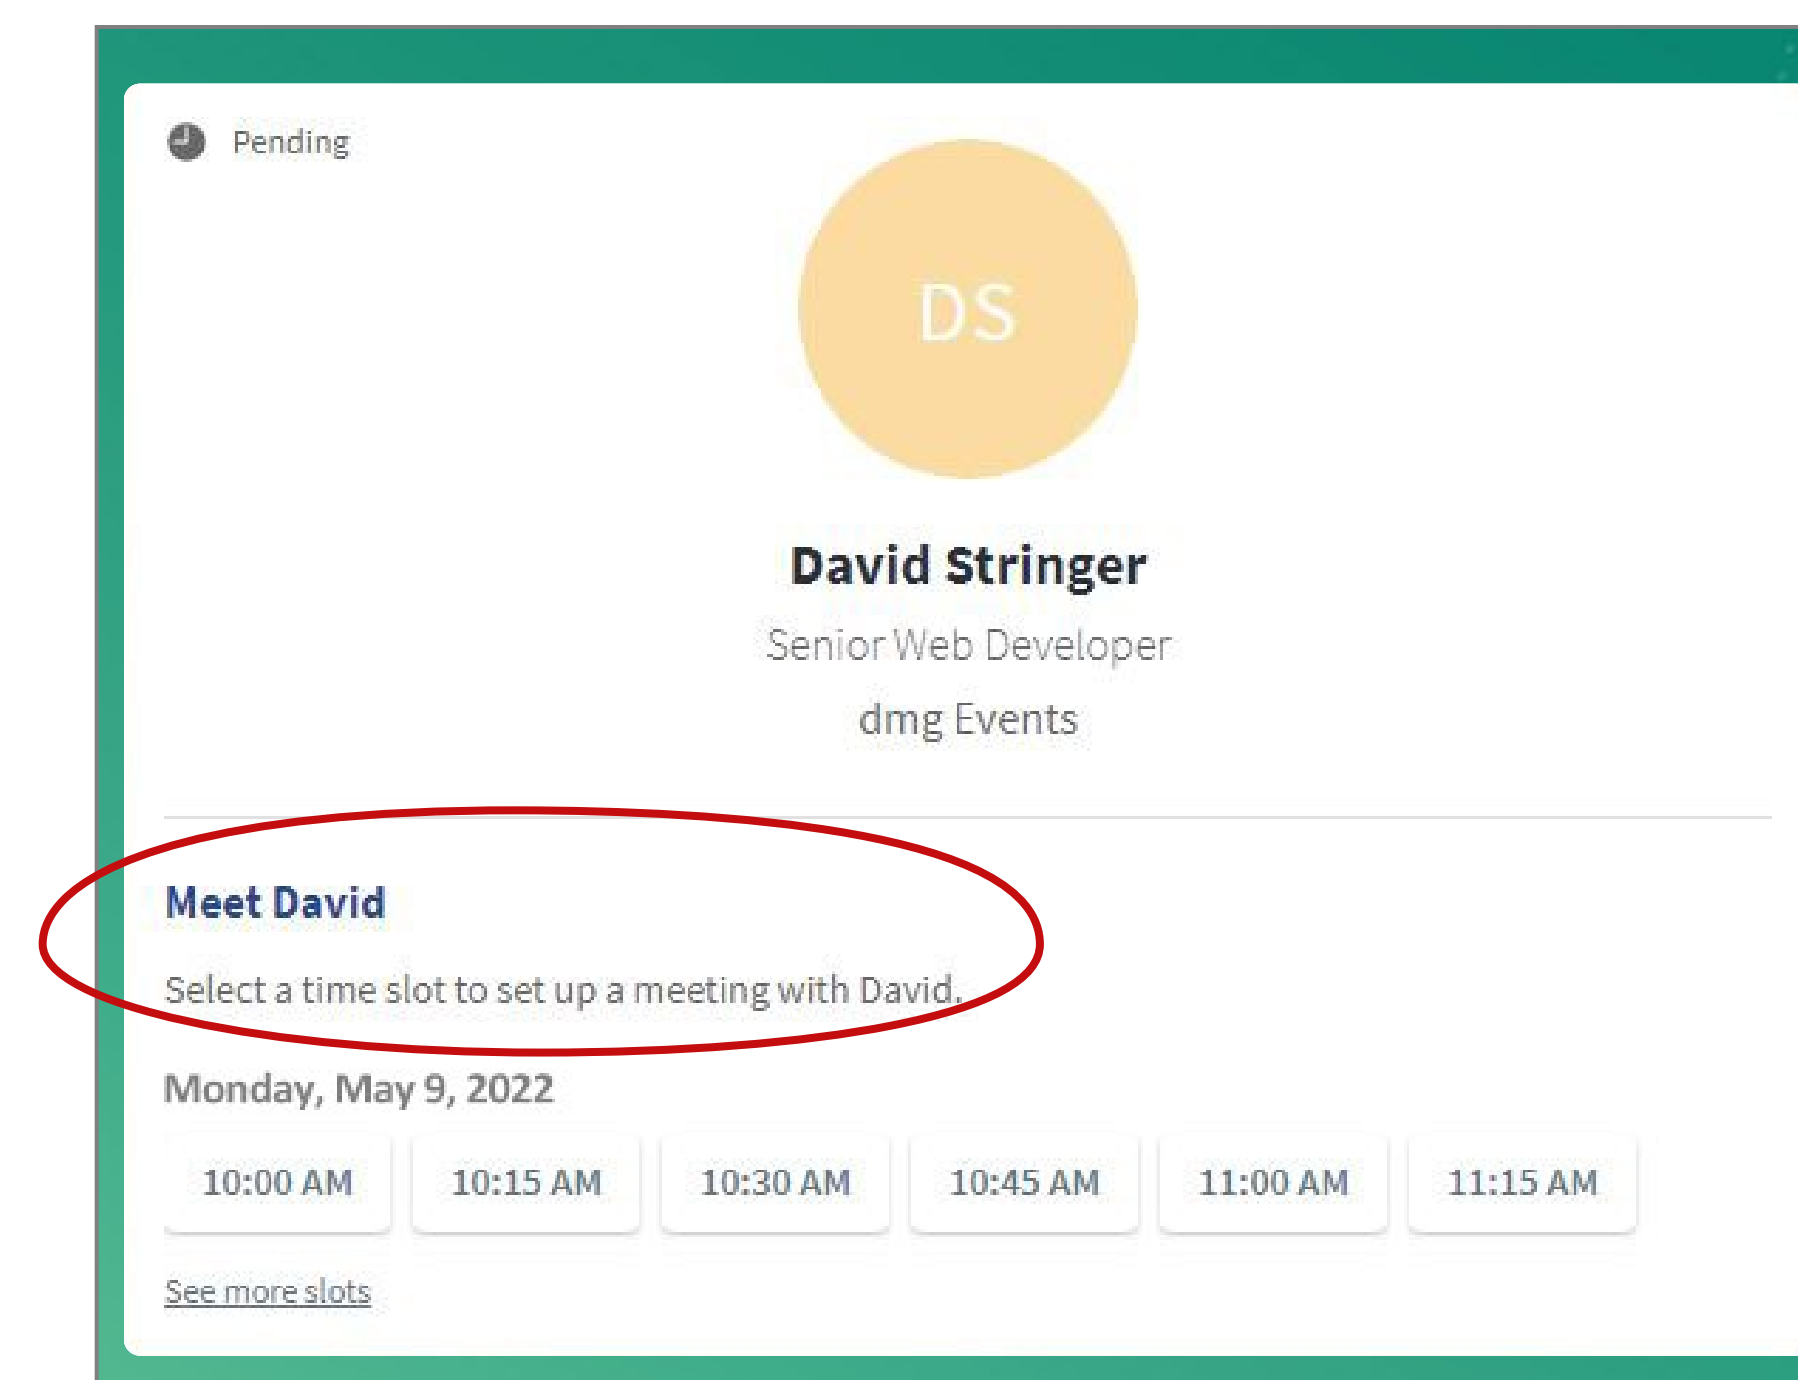 Pending
DS
David Stringer
Senior Web Developer
dmg Events
Meet David
Select a time slot to set up a meeting with David.
Monday, May 9, 2022
10:00 AM 10:15 AM 10:30 AM 10:45 AM 11:00 AM 11:15 AM
See more slots